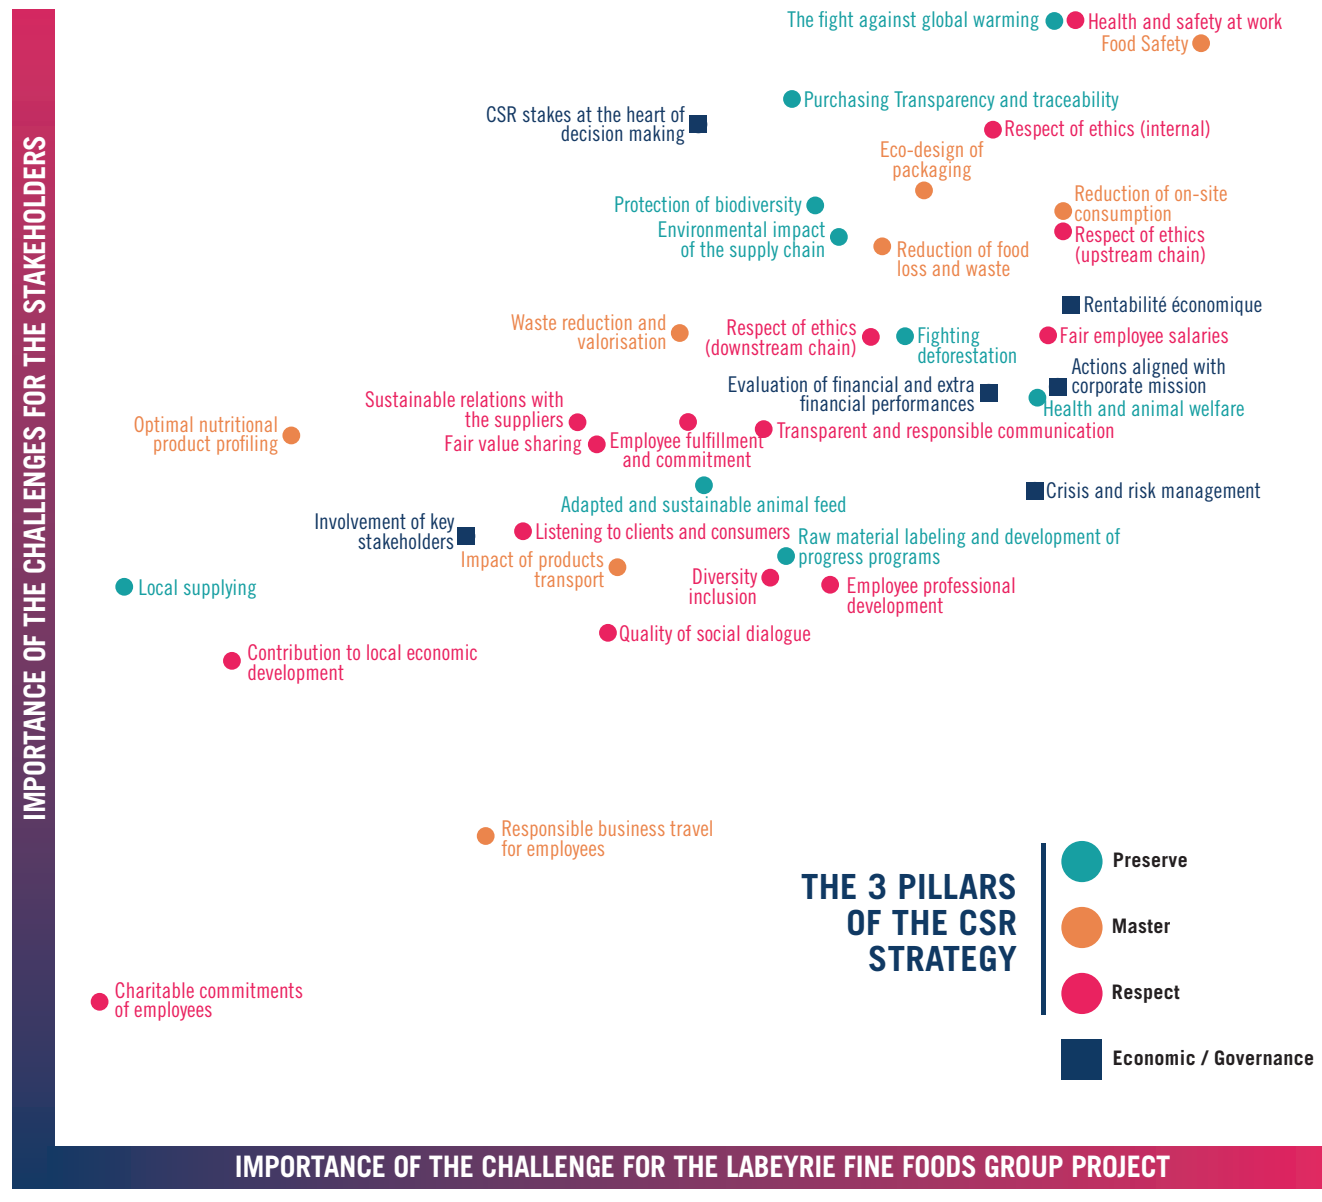 The fight against global warming
Health and safety at work
Food Safety
Purchasing Transparency and traceability
CSR stakes at the heart of
decision making
Respect of ethics (internal)
Eco-design of
packaging
Reduction of on-site
consumption
Protection of biodiversity
Environmental impact
of the supply chain
Respect of ethics
(upstream chain)
Reduction of food
loss and waste
Rentabilité économique
Waste reduction and
valorisation
Respect of ethics
(downstream chain)
Fighting
deforestation
Fair employee salaries
Actions aligned with
corporate mission
Evaluation of financial and extra
financial performances
Health and animal welfare
Sustainable relations with
the suppliers
Optimal nutritional
product profiling
Fair value sharing
Employee fulfillment
and commitment
Transparent and responsible communication
Crisis and risk management
Adapted and sustainable animal feed
Involvement of key
stakeholders
Listening to clients and consumers
Raw material labeling and development of
progress programs
Impact of products
transport
Diversity
inclusion
Employee professional
development
Local supplying
Quality of social dialogue
Contribution to local economic
development
Responsible business travel
for employees
Charitable commitments
of employees
THE 3 PILLARS
OF THE CSR
STRATEGY
Preserve
Master
Respect
Economic / Governance
IMPORTANCE OF THE CHALLENGES FOR THE STAKEHOLDERS
IMPORTANCE OF THE CHALLENGE FOR THE LABEYRIE FINE FOODS GROUP PROJECT